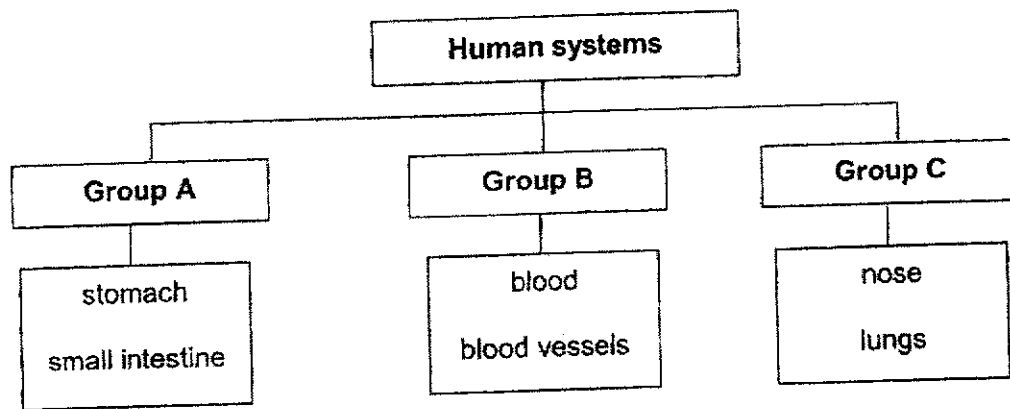 Human systems
Group A
Group B
Group C
stomach
small intestine
blood
blood vessels
nose
lungs